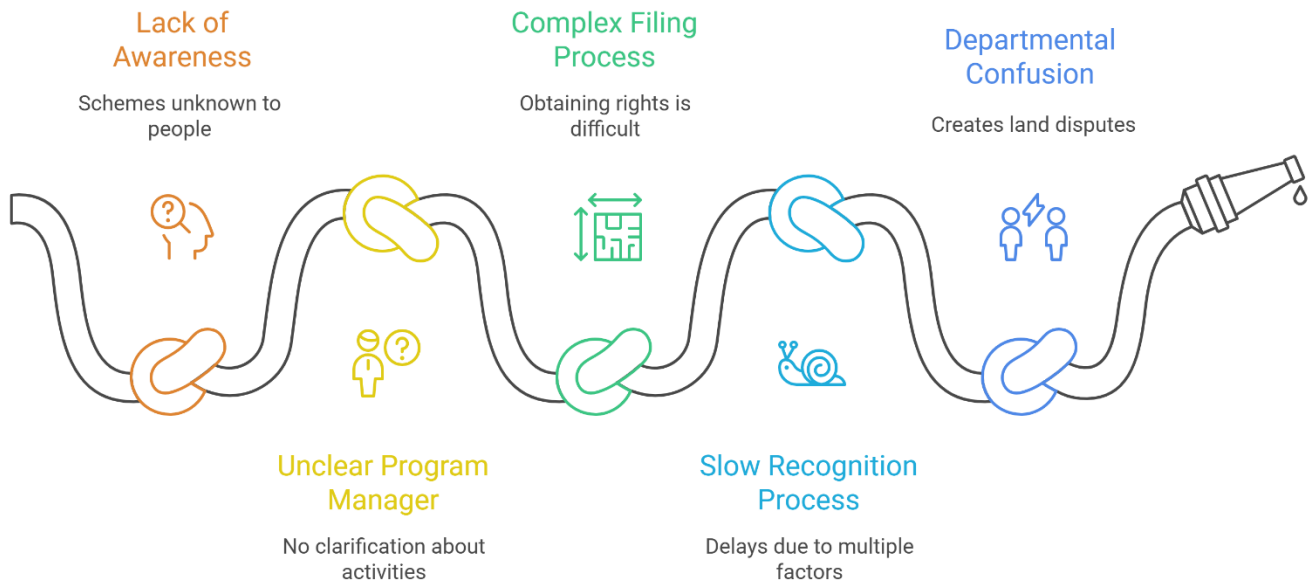 Lack of
Awareness
Schemes unknown to
people
Unclear Program
Manager
No clarification about
activities
Complex Filing
Process
Obtaining rights is
difficult
Slow Recognition
Process
Delays due to multiple
factors
Departmental
Confusion
Creates land disputes
?
?